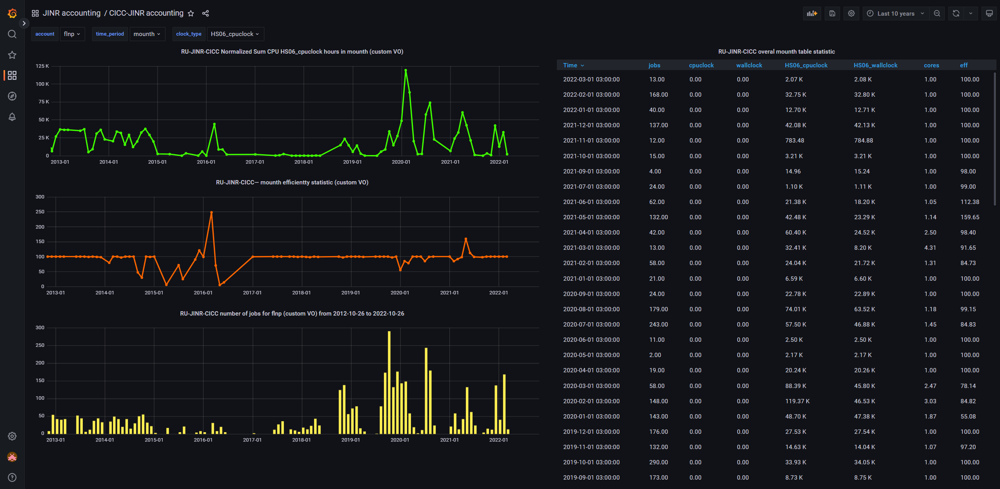 JINR accounting / CICC-JINR accounting
Last 10 years
account flnp time_period mounth clock_type HS06_cpuclock
RU-JINR-CICC Normalized Sum CPU HS06_cpuclock hours in mounth (custom VO)
125 K
100 K
75 K
50 K
25 K
0
2013-01 2014-01 2015-01 2016-01 2017-01 2018-01 2019-01 2020-01 2021-01 2022-01
RU-JINR-CICC— mounth efficientty statistic (custom VO)
300
250
200
150
100
50
0
2013-01 2014-01 2015-01 2016-01 2017-01 2018-01 2019-01 2020-01 2021-01 2022-01
RU-JINR-CICC number of jobs for flnp (custom VO) from 2012-10-26 to 2022-10-26
300
250
200
150
100
50
0
2013-01 2014-01 2015-01 2016-01 2017-01 2018-01 2019-01 2020-01 2021-01 2022-01
RU-JINR-CICC overal mounth table statistic
Time jobs cpuclock wallclock HS06_cpuclock HS06_wallclock cores eff
2022-03-01 03:00:00 13.00 0.00 0.00 2.07 K 2.08 K 1.00 100.00
2022-02-01 03:00:00 168.00 0.00 0.00 32.75 K 32.80 K 1.00 100.00
2022-01-01 03:00:00 40.00 0.00 0.00 12.70 K 12.71 K 1.00 100.00
2021-12-01 03:00:00 137.00 0.00 0.00 42.08 K 42.13 K 1.00 100.00
2021-11-01 03:00:00 12.00 0.00 0.00 783.48 784.88 1.00 100.00
2021-10-01 03:00:00 15.00 0.00 0.00 3.21 K 3.21 K 1.00 100.00
2021-09-01 03:00:00 4.00 0.00 0.00 14.96 15.24 1.00 98.00
2021-07-01 03:00:00 24.00 0.00 0.00 1.10 K 1.11 K 1.00 99.00
2021-06-01 03:00:00 62.00 0.00 0.00 21.38 K 18.20 K 1.05 112.38
2021-05-01 03:00:00 132.00 0.00 0.00 42.48 K 23.29 K 1.14 159.65
2021-04-01 03:00:00 42.00 0.00 0.00 60.40 K 24.52 K 2.50 98.40
2021-03-01 03:00:00 13.00 0.00 0.00 32.41 K 8.20 K 4.31 91.65
2021-02-01 03:00:00 58.00 0.00 0.00 24.04 K 21.72 K 1.31 84.73
2021-01-01 03:00:00 21.00 0.00 0.00 6.59 K 6.60 K 1.00 100.00
2020-09-01 03:00:00 24.00 0.00 0.00 22.78 K 22.89 K 1.00 100.00
2020-08-01 03:00:00 179.00 0.00 0.00 74.01 K 63.52 K 1.18 99.15
2020-07-01 03:00:00 243.00 0.00 0.00 57.50 K 46.88 K 1.45 84.83
2020-06-01 03:00:00 11.00 0.00 0.00 2.50 K 2.50 K 1.00 100.00
2020-05-01 03:00:00 2.00 0.00 0.00 2.17 K 2.17 K 1.00 100.00
2020-04-01 03:00:00 19.00 0.00 0.00 20.24 K 20.26 K 1.00 100.00
2020-03-01 03:00:00 58.00 0.00 0.00 88.39 K 45.80 K 2.47 78.14
2020-02-01 03:00:00 148.00 0.00 0.00 119.37 K 46.53 K 3.03 84.82
2020-01-01 03:00:00 143.00 0.00 0.00 48.70 K 47.38 K 1.87 55.08
2019-12-01 03:00:00 176.00 0.00 0.00 27.53 K 27.54 K 1.00 100.00
2019-11-01 03:00:00 132.00 0.00 0.00 14.63 K 14.04 K 1.07 97.20
2019-10-01 03:00:00 290.00 0.00 0.00 33.93 K 34.05 K 1.00 100.00
2019-09-01 03:00:00 173.00 0.00 0.00 8.73 K 8.75 K 1.00 100.00